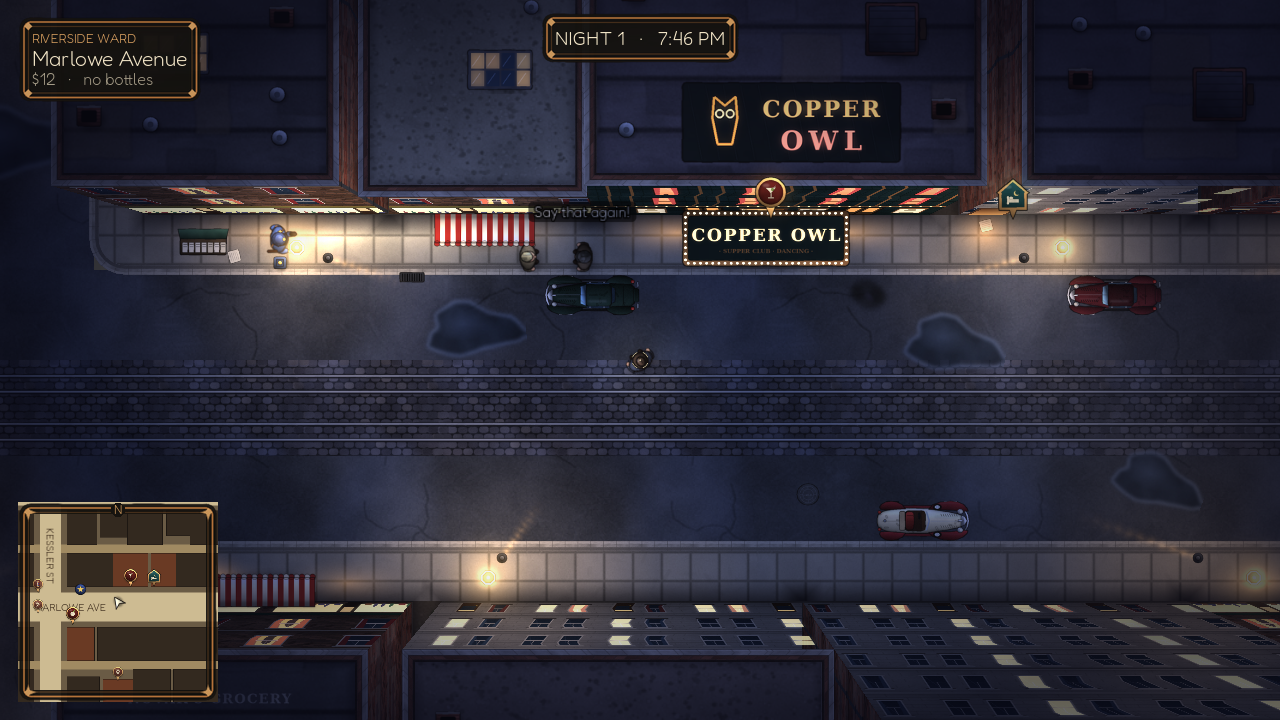 RIVERSIDE WARD
Marlowe Avenue
$12 · no bottles
NIGHT 1 · 7:46 PM
COPPER
OWL
Say that again!
COPPER OWL
SUPPER CLUB · DANCING
N
KESSLER ST
MARLOWE AVE
GROCERY